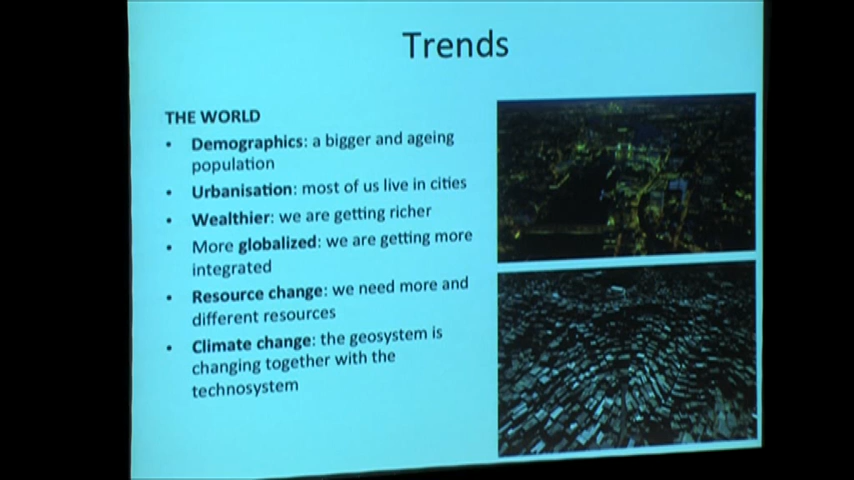 Trends
THE WORLD
• Demographics: a bigger and ageing
population
• Urbanisation: most of us live in cities
• Wealthier: we are getting richer
• More globalized: we are getting more
integrated
• Resource change: we need more and
different resources
• Climate change: the geosystem is
changing together with the
technosystem